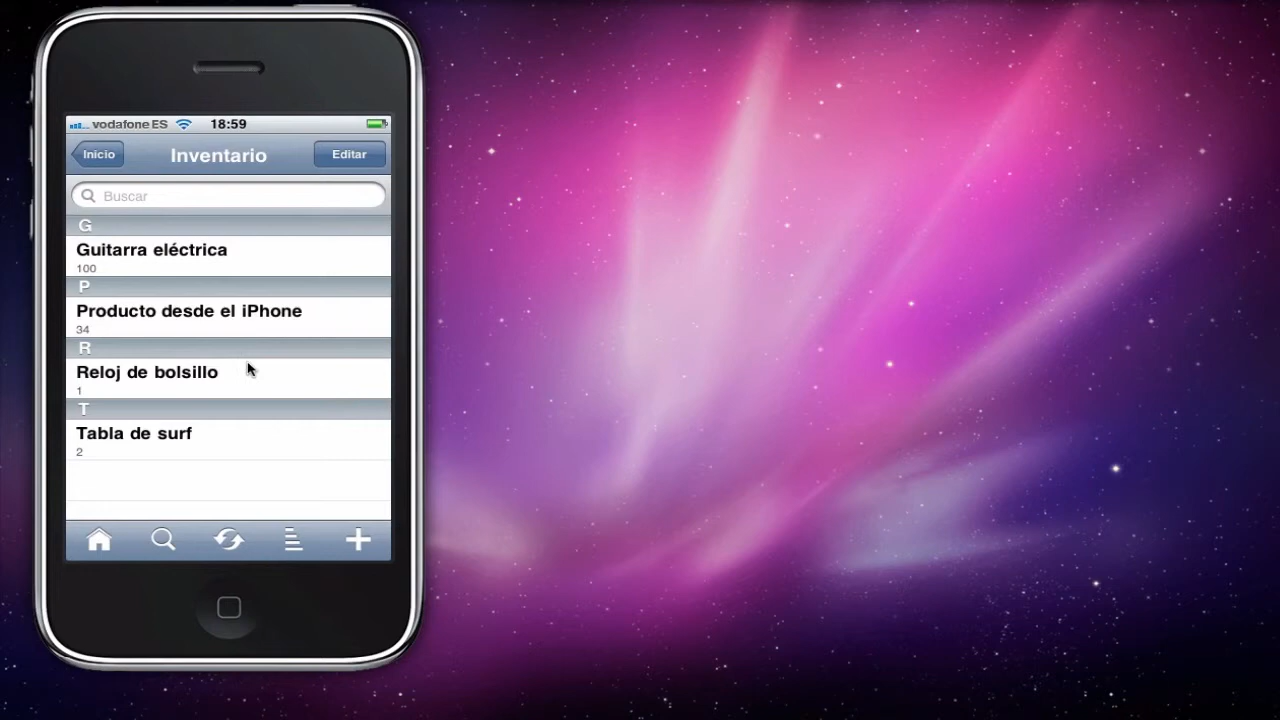 vodafone ES 18:59
Inicio Inventario Editar
Buscar
G
Guitarra eléctrica
100
P
Producto desde el iPhone
34
R
Reloj de bolsillo
1
T
Tabla de surf
2